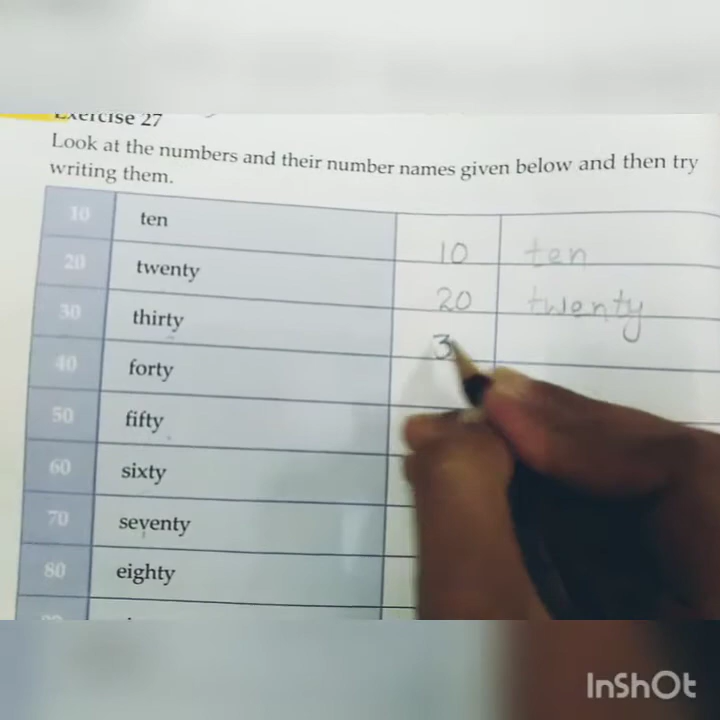 Exercise 27
Look at the numbers and their number names given below and then try
writing them.
10 ten 10 ten
20 twenty 20 twenty
30 thirty 3
40 forty
50 fifty
60 sixty
70 seventy
80 eighty
InShOt